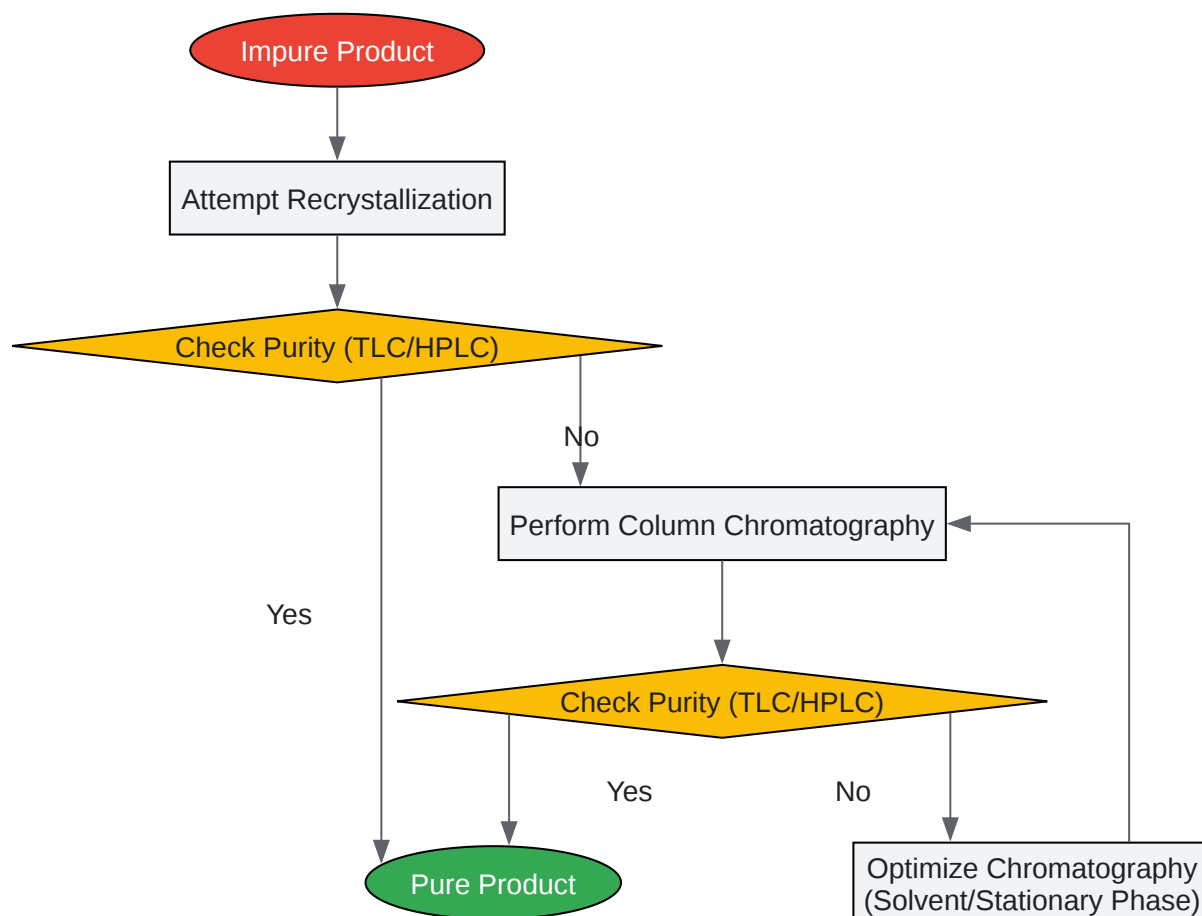 Impure Product
Attempt Recrystallization
Check Purity (TLC/HPLC)
No
Perform Column Chromatography
Yes
Check Purity (TLC/HPLC)
Yes
No
Pure Product
Optimize Chromatography
(Solvent/Stationary Phase)